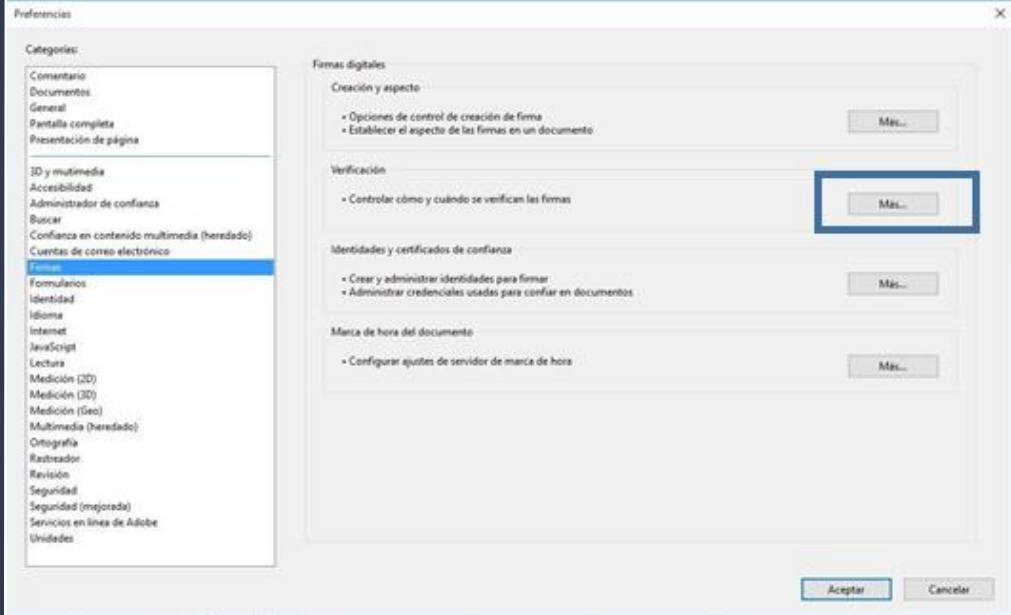 Preferencias
Categorías:
Comentario
Documentos
General
Pantalla completa
Presentación de página
3D y mutimedia
Accesibilidad
Administrador de confianza
Buscar
Confianza en contenido multimedia (heredado)
Cuentas de correo electrónico
Firmas
Formularios
Identidad
Idioma
Internet
JavaScript
Lectura
Medición (2D)
Medición (3D)
Medición (Geo)
Multimedia (heredado)
Ortografía
Rastreador
Revisión
Seguridad
Seguridad (mejorada)
Servicios en línea de Adobe
Unidades
Firmas digitales
Creación y aspecto
• Opciones de control de creación de firma
• Establecer el aspecto de las firmas en un documento
Más...
Verificación
• Controlar cómo y cuándo se verifican las firmas
Más...
Identidades y certificados de confianza
• Crear y administrar identidades para firmar
• Administrar credenciales usadas para confiar en documentos
Más...
Marca de hora del documento
• Configurar ajustes de servidor de marca de hora
Más...
Aceptar
Cancelar